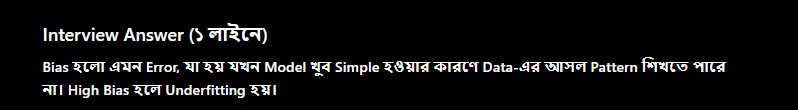 Interview Answer (১ লাইনে)
Bias হলো এমন Error, যা হয় যখন Model খুব Simple হওয়ার কারণে Data-এর আসল Pattern শিখতে পারে
না। High Bias হলে Underfitting হয়।